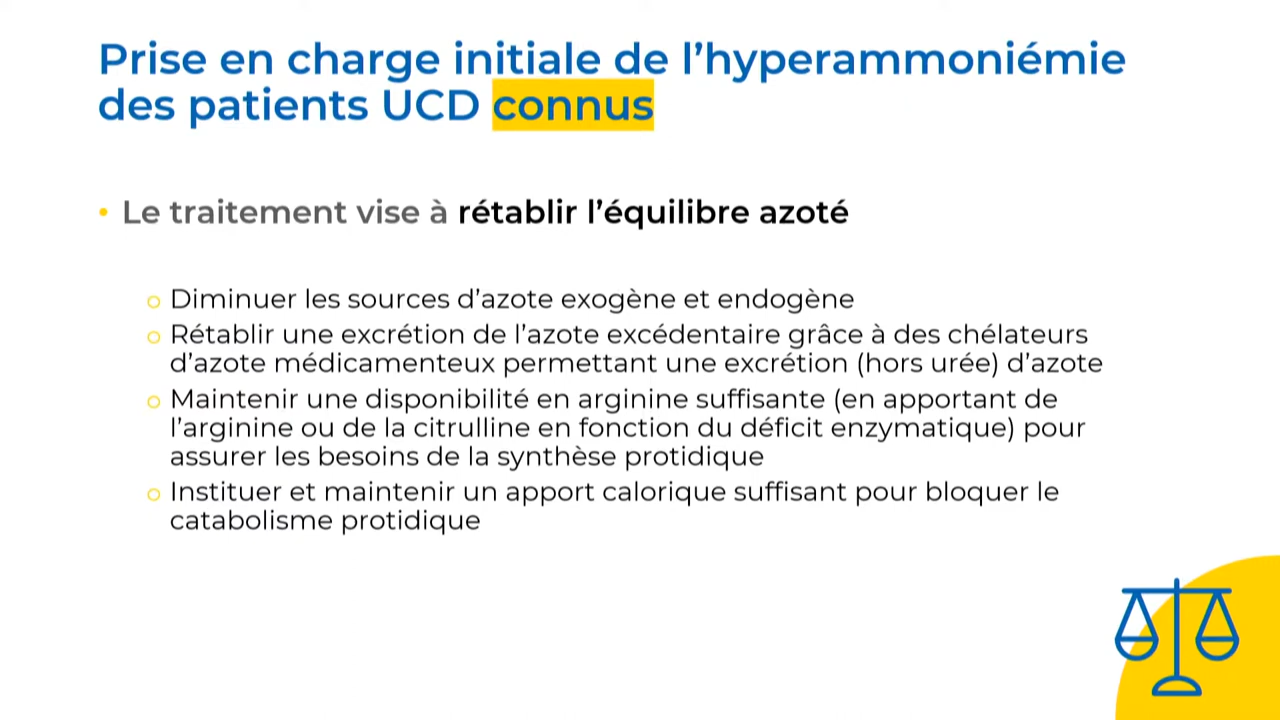 Prise en charge initiale de l’hyperammoniémie
des patients UCD connus
• Le traitement vise à rétablir l’équilibre azoté
o Diminuer les sources d’azote exogène et endogène
o Rétablir une excrétion de l’azote excédentaire grâce à des chélateurs
d’azote médicamenteux permettant une excrétion (hors urée) d’azote
o Maintenir une disponibilité en arginine suffisante (en apportant de
l’arginine ou de la citrulline en fonction du déficit enzymatique) pour
assurer les besoins de la synthèse protidique
o Instituer et maintenir un apport calorique suffisant pour bloquer le
catabolisme protidique